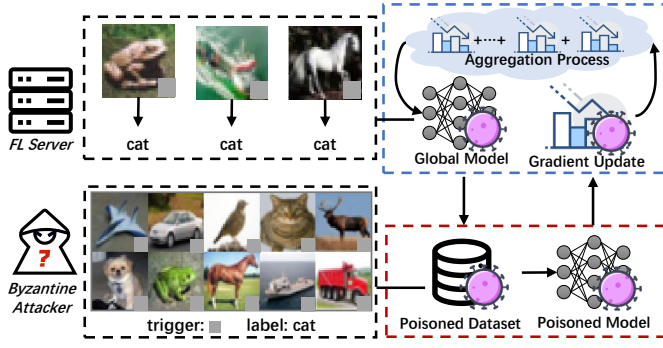 +···+
+
Aggregation Process
FL Server
cat
cat
cat
Global Model
Gradient Update
?
Byzantine
Attacker
trigger:
label: cat
Poisoned Dataset
Poisoned Model